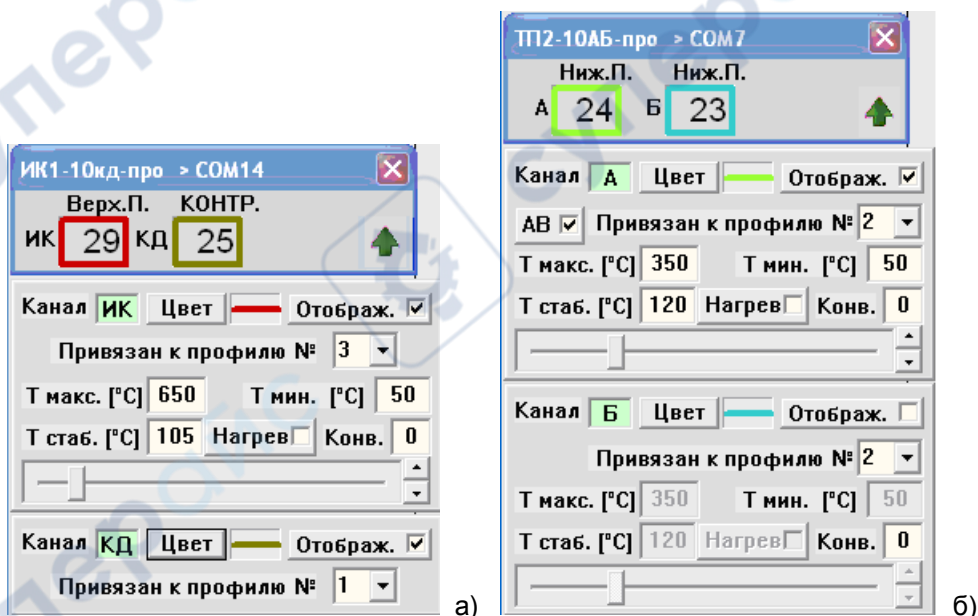 ИК1-10кд-про > COM14
Верх.П. КОНТР.
ИК 29 КД 25
Канал ИК Цвет Отображ.
Привязан к профилю № 3
Т макс. [°C] 650 Т мин. [°C] 50
Т стаб. [°C] 105 Нагрев Конв. 0
Канал КД Цвет Отображ.
Привязан к профилю № 1
а)
ТП2-10АБ-про > COM7
Ниж.П. Ниж.П.
А 24 Б 23
Канал А Цвет Отображ.
АВ Привязан к профилю № 2
Т макс. [°C] 350 Т мин. [°C] 50
Т стаб. [°C] 120 Нагрев Конв. 0
Канал Б Цвет Отображ.
Привязан к профилю № 2
Т макс. [°C] 350 Т мин. [°C] 50
Т стаб. [°C] 120 Нагрев Конв. 0
б)